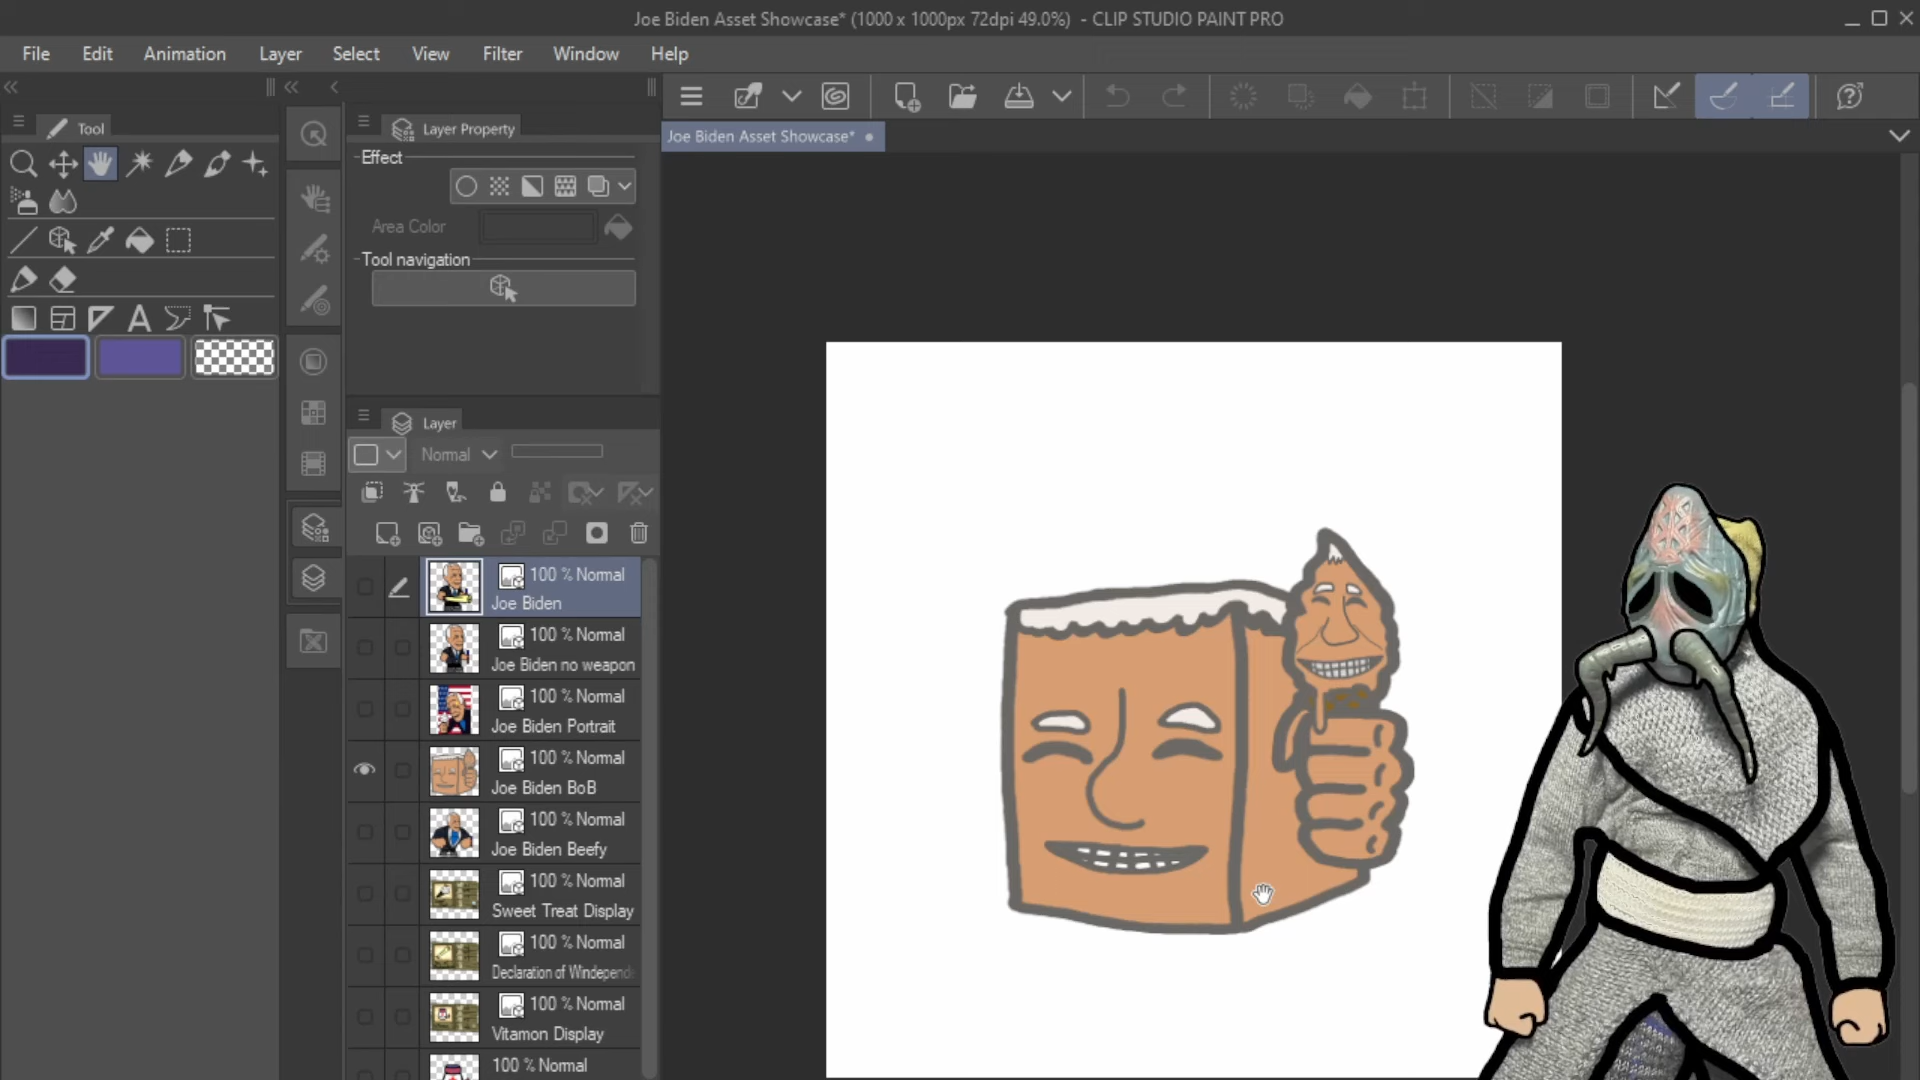 Joe Biden Asset Showcase* (1000 x 1000px 72dpi 49.0%) - CLIP STUDIO PAINT PRO
File Edit Animation Layer Select View Filter Window Help
Tool
Layer Property
Joe Biden Asset Showcase*
Effect
Area Color
Tool navigation
Layer
Normal
100 % Normal
Joe Biden
100 % Normal
Joe Biden no weapon
100 % Normal
Joe Biden Portrait
100 % Normal
Joe Biden BoB
100 % Normal
Joe Biden Beefy
100 % Normal
Sweet Treat Display
100 % Normal
Declaration of Windepende
100 % Normal
Vitamon Display
100 % Normal